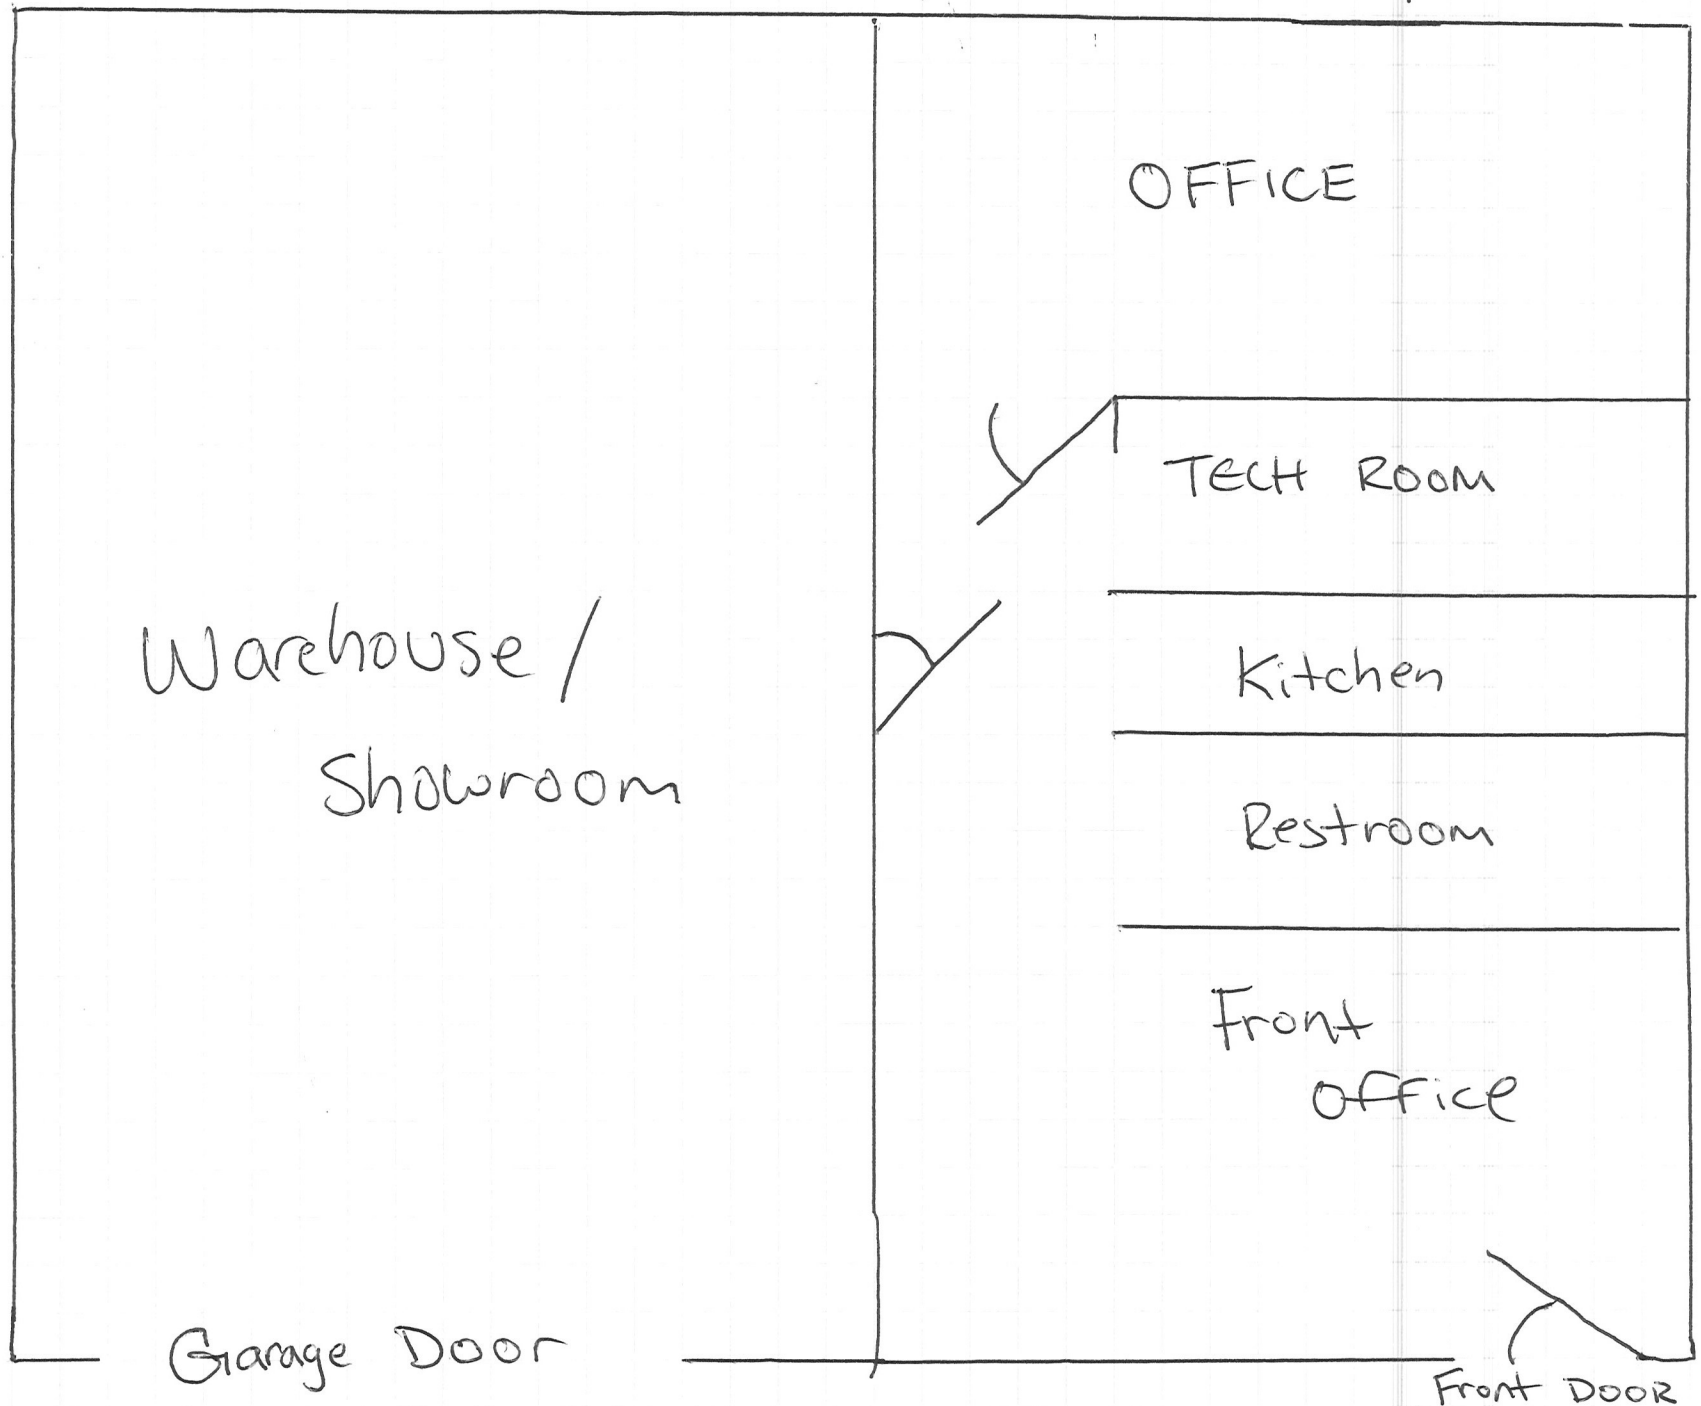 OFFICE
TECH ROOM
Kitchen
Restroom
Front
Office
Warehouse/
Showroom
Garage Door
Front DOOR